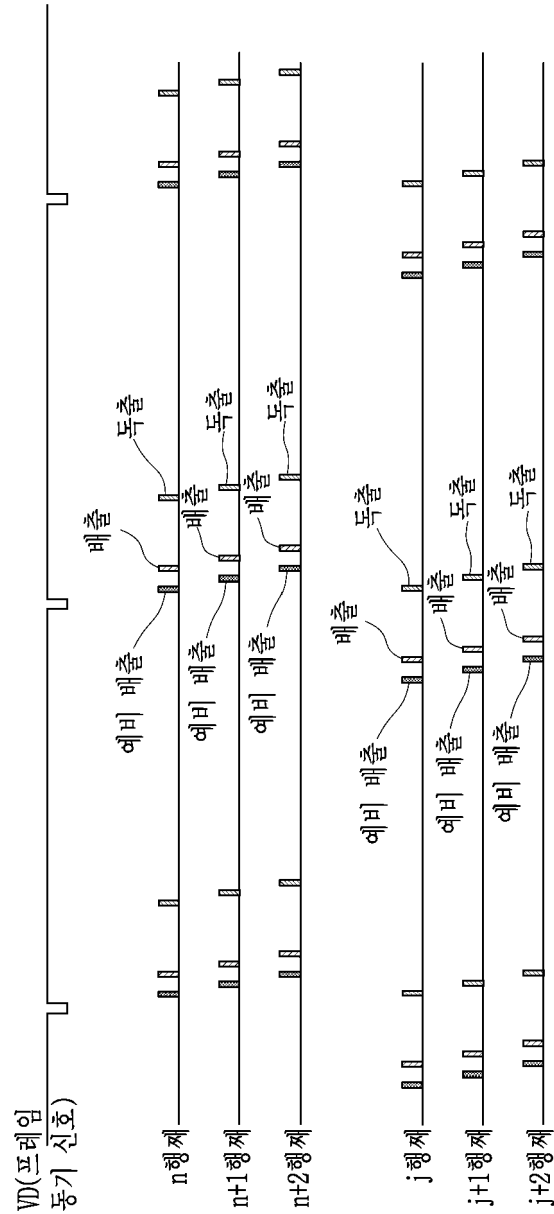 VD(프레임
동기 신호)
n행째
예비 배출
배출
독출
n+1행째
예비 배출
배출
독출
n+2행째
예비 배출
배출
독출
j행째
예비 배출
배출
독출
j+1행째
예비 배출
배출
독출
j+2행째
예비 배출
배출
독출